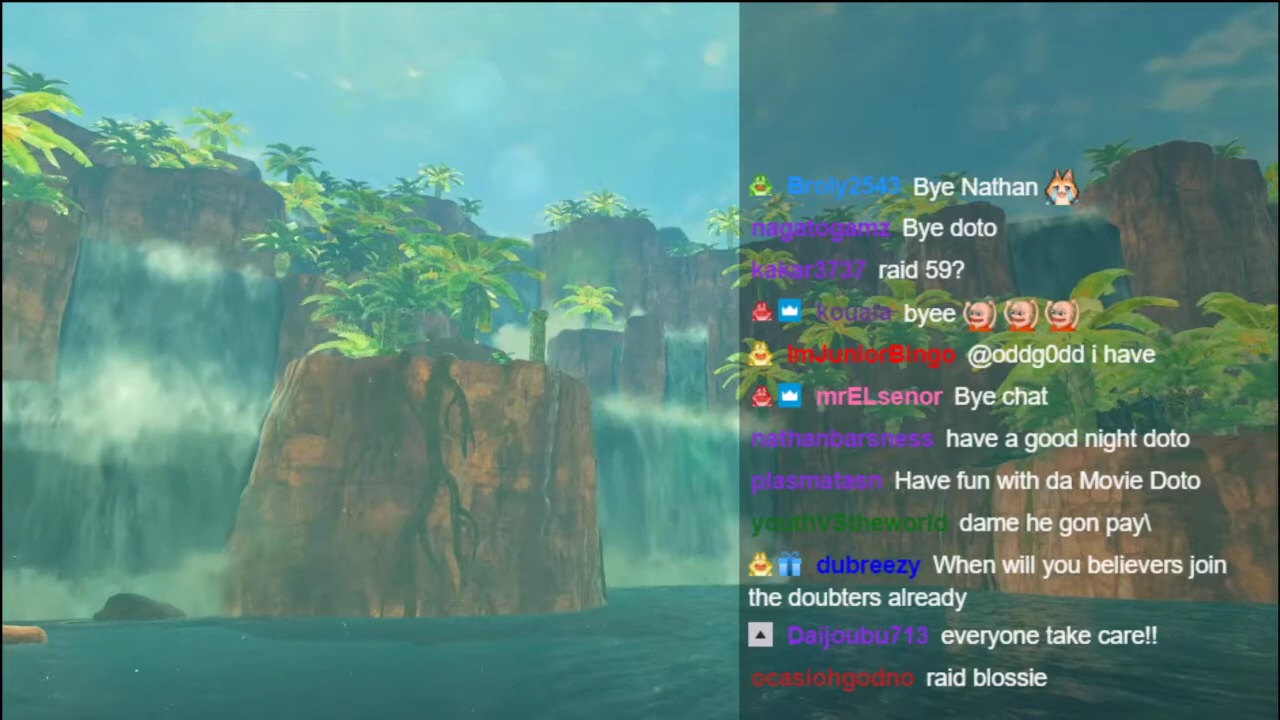 Broly2543 Bye Nathan
nagatogamz Bye doto
kakar3737 raid 59?
kouala byee
ImJuniorBingo @oddg0dd i have
mrELsenor Bye chat
nathanbarsness have a good night doto
plasmatasn Have fun with da Movie Doto
youthVStheworld dame he gon pay\
dubreezy When will you believers join
the doubters already
Daijoubu713 everyone take care!!
ocasiohgodno raid blossie